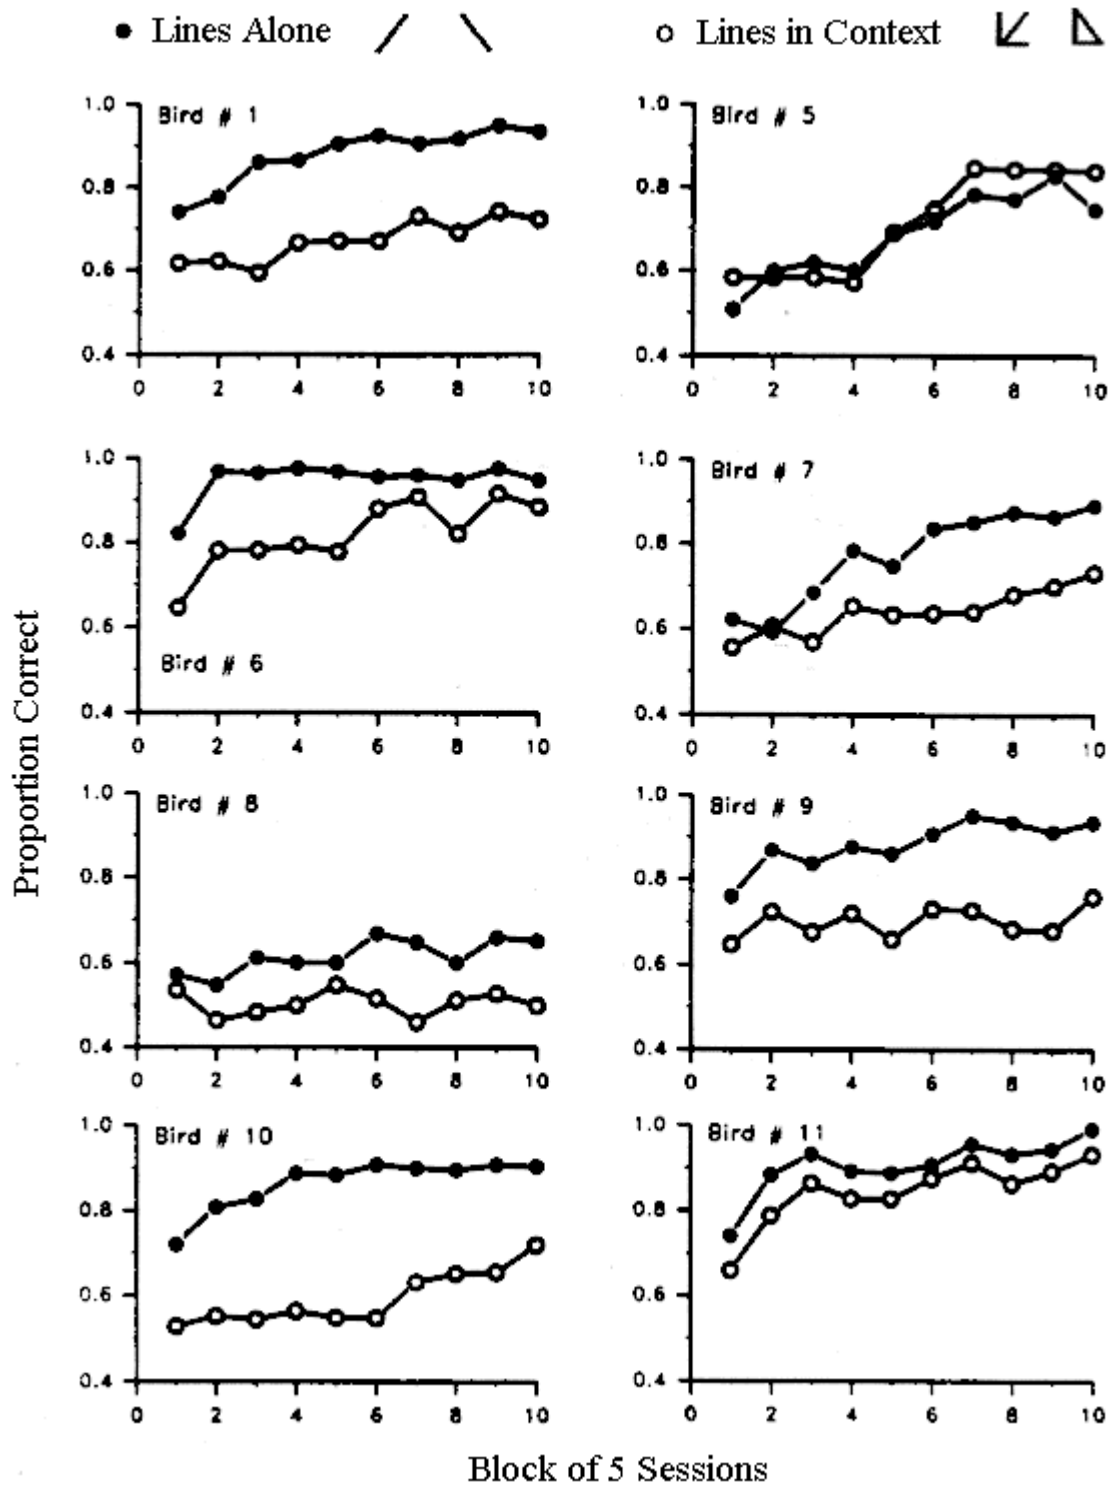 ● Lines Alone
○ Lines in Context
Proportion Correct
Bird # 1
1.0
0.8
0.6
0.4
0 2 4 6 8 10
Bird # 5
1.0
0.8
0.6
0.4
0 2 4 6 8 10
Bird # 6
1.0
0.8
0.6
0.4
0 2 4 6 8 10
Bird # 7
1.0
0.8
0.6
0.4
0 2 4 6 8 10
Bird # 8
1.0
0.8
0.6
0.4
0 2 4 6 8 10
Bird # 9
1.0
0.8
0.6
0.4
0 2 4 6 8 10
Bird # 10
1.0
0.8
0.6
0.4
0 2 4 6 8 10
Bird # 11
1.0
0.8
0.6
0.4
0 2 4 6 8 10
Block of 5 Sessions